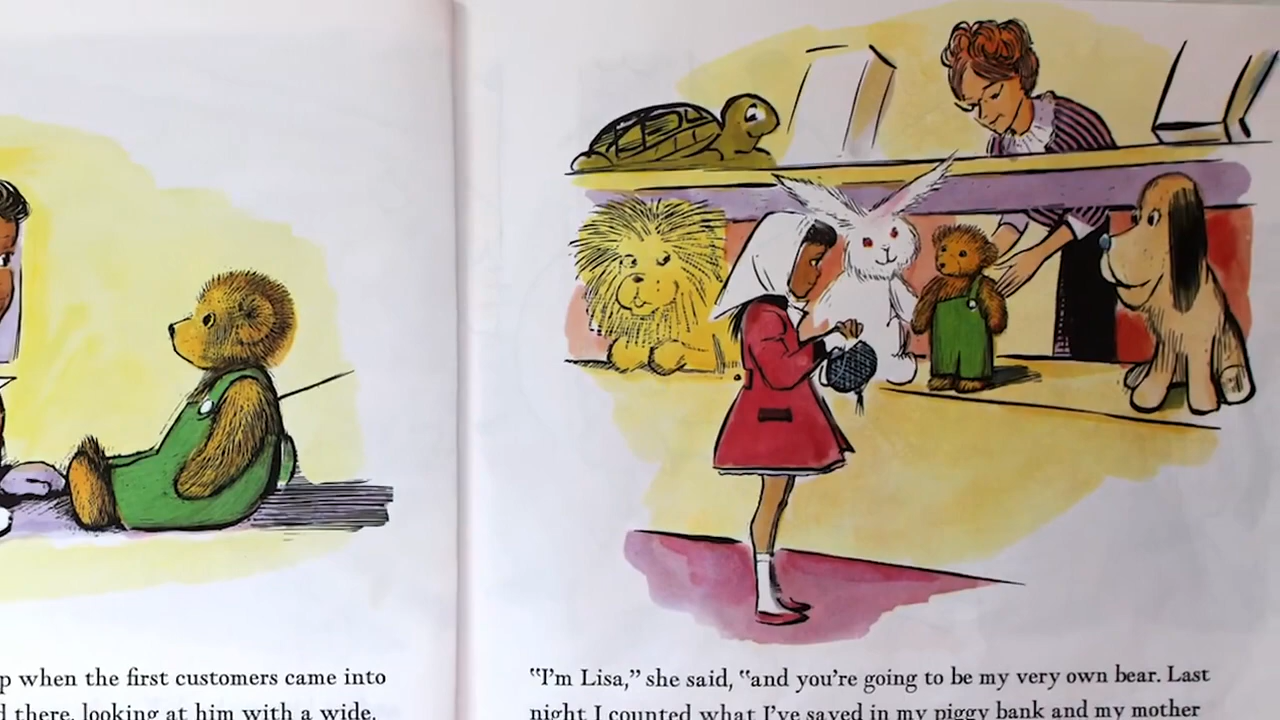 p when the first customers came into
there, looking at him with a wide,
“I'm Lisa,” she said, “and you're going to be my very own bear. Last
night I counted what I've saved in my piggy bank and my mother